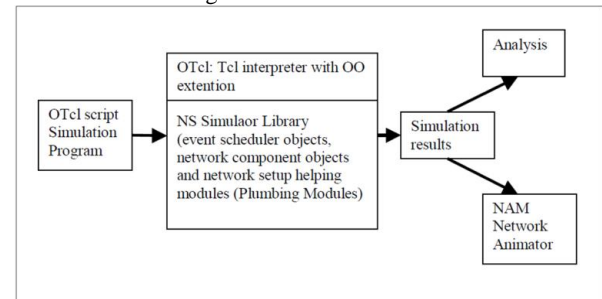 OTcl script
Simulation
Program
OTcl: Tcl interpreter with OO
extention
NS Simulaor Library
(event scheduler objects,
network component objects
and network setup helping
modules (Plumbing Modules)
Simulation
results
Analysis
NAM
Network
Animator